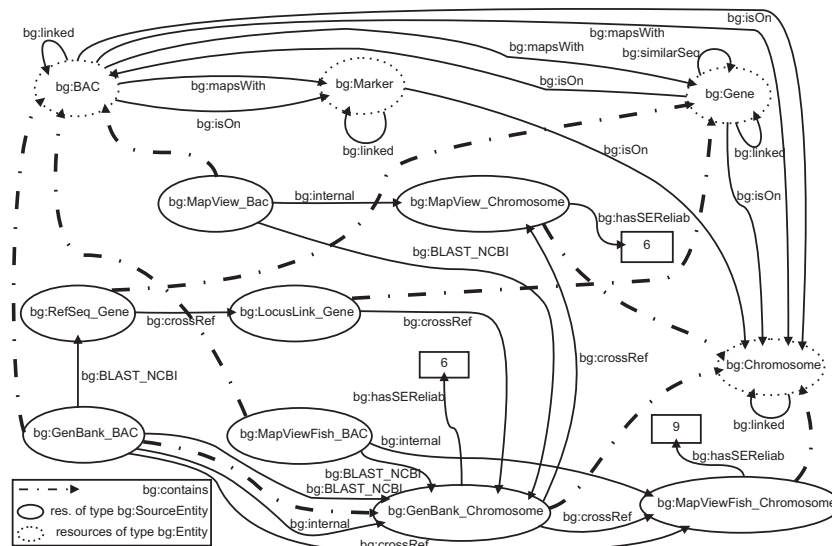 bg:isOn
bg:linked
bg:mapsWith
bg:mapsWith
bg:similarSeq
bg:BAC
bg:mapsWith
bg:Marker
bg:isOn
bg:Gene
bg:isOn
bg:linked
bg:isOn
bg:linked
bg:internal
bg:isOn
bg:MapView_Bac
bg:MapView_Chromosome
bg:hasSEReliab
bg:BLAST_NCBI
6
bg:RefSeq_Gene
bg:LocusLink_Gene
bg:crossRef
bg:crossRef
bg:crossRef
6
bg:Chromosome
bg:BLAST_NCBI
bg:hasSEReliab
bg:linked
9
bg:GenBank_BAC
bg:MapViewFish_BAC
bg:internal
bg:hasSEReliab
bg:BLAST_NCBI
bg:BLAST_NCBI
bg:contains
res. of type bg:SourceEntity
resources of type bg:Entity
bg:internal
bg:GenBank_Chromosome
bg:MapViewFish_Chromosome
bg:crossRef
bg:crossRef